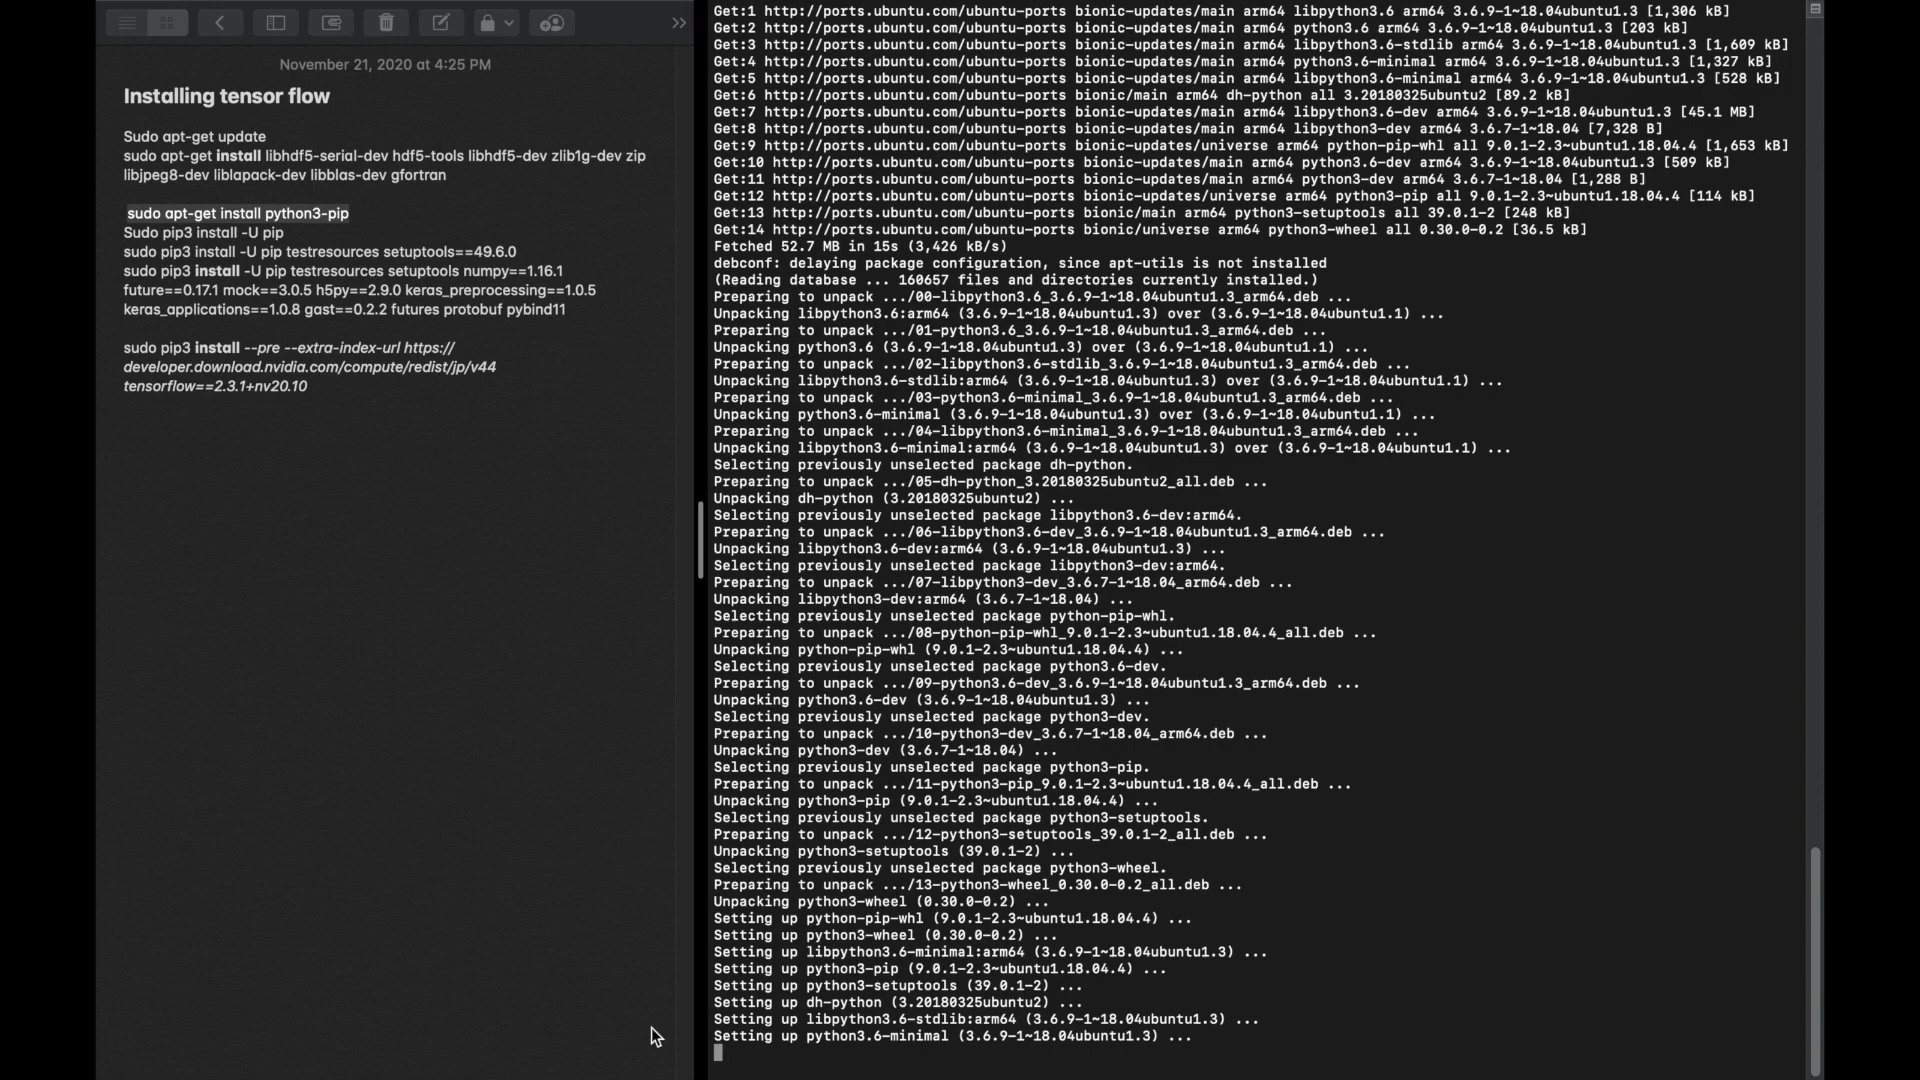 November 21, 2020 at 4:25 PM
Installing tensor flow
Sudo apt-get update
sudo apt-get install libhdf5-serial-dev hdf5-tools libhdf5-dev zlib1g-dev zip
libjpeg8-dev liblapack-dev libblas-dev gfortran
sudo apt-get install python3-pip
Sudo pip3 install -U pip
sudo pip3 install -U pip testresources setuptools==49.6.0
sudo pip3 install -U pip testresources setuptools numpy==1.16.1
future==0.17.1 mock==3.0.5 h5py==2.9.0 keras_preprocessing==1.0.5
keras_applications==1.0.8 gast==0.2.2 futures protobuf pybind11
sudo pip3 install --pre --extra-index-url https://
developer.download.nvidia.com/compute/redist/jp/v44
tensorflow==2.3.1+nv20.10
Get:1 http://ports.ubuntu.com/ubuntu-ports bionic-updates/main arm64 libpython3.6 arm64 3.6.9-1~18.04ubuntu1.3 [1,306 kB]
Get:2 http://ports.ubuntu.com/ubuntu-ports bionic-updates/main arm64 python3.6 arm64 3.6.9-1~18.04ubuntu1.3 [203 kB]
Get:3 http://ports.ubuntu.com/ubuntu-ports bionic-updates/main arm64 libpython3.6-stdlib arm64 3.6.9-1~18.04ubuntu1.3 [1,609 kB]
Get:4 http://ports.ubuntu.com/ubuntu-ports bionic-updates/main arm64 python3.6-minimal arm64 3.6.9-1~18.04ubuntu1.3 [1,327 kB]
Get:5 http://ports.ubuntu.com/ubuntu-ports bionic-updates/main arm64 libpython3.6-minimal arm64 3.6.9-1~18.04ubuntu1.3 [528 kB]
Get:6 http://ports.ubuntu.com/ubuntu-ports bionic/main arm64 dh-python all 3.20180325ubuntu2 [89.2 kB]
Get:7 http://ports.ubuntu.com/ubuntu-ports bionic-updates/main arm64 libpython3.6-dev arm64 3.6.9-1~18.04ubuntu1.3 [45.1 MB]
Get:8 http://ports.ubuntu.com/ubuntu-ports bionic-updates/main arm64 libpython3-dev arm64 3.6.7-1~18.04 [7,328 B]
Get:9 http://ports.ubuntu.com/ubuntu-ports bionic-updates/universe arm64 python-pip-whl all 9.0.1-2.3~ubuntu1.18.04.4 [1,653 kB]
Get:10 http://ports.ubuntu.com/ubuntu-ports bionic-updates/main arm64 python3.6-dev arm64 3.6.9-1~18.04ubuntu1.3 [509 kB]
Get:11 http://ports.ubuntu.com/ubuntu-ports bionic-updates/main arm64 python3-dev arm64 3.6.7-1~18.04 [1,288 B]
Get:12 http://ports.ubuntu.com/ubuntu-ports bionic-updates/universe arm64 python3-pip all 9.0.1-2.3~ubuntu1.18.04.4 [114 kB]
Get:13 http://ports.ubuntu.com/ubuntu-ports bionic/main arm64 python3-setuptools all 39.0.1-2 [248 kB]
Get:14 http://ports.ubuntu.com/ubuntu-ports bionic/universe arm64 python3-wheel all 0.30.0-0.2 [36.5 kB]
Fetched 52.7 MB in 15s (3,426 kB/s)
debconf: delaying package configuration, since apt-utils is not installed
(Reading database ... 160657 files and directories currently installed.)
Preparing to unpack .../00-libpython3.6_3.6.9-1~18.04ubuntu1.3_arm64.deb ...
Unpacking libpython3.6:arm64 (3.6.9-1~18.04ubuntu1.3) over (3.6.9-1~18.04ubuntu1.1) ...
Preparing to unpack .../01-python3.6_3.6.9-1~18.04ubuntu1.3_arm64.deb ...
Unpacking python3.6 (3.6.9-1~18.04ubuntu1.3) over (3.6.9-1~18.04ubuntu1.1) ...
Preparing to unpack .../02-libpython3.6-stdlib_3.6.9-1~18.04ubuntu1.3_arm64.deb ...
Unpacking libpython3.6-stdlib:arm64 (3.6.9-1~18.04ubuntu1.3) over (3.6.9-1~18.04ubuntu1.1) ...
Preparing to unpack .../03-python3.6-minimal_3.6.9-1~18.04ubuntu1.3_arm64.deb ...
Unpacking python3.6-minimal (3.6.9-1~18.04ubuntu1.3) over (3.6.9-1~18.04ubuntu1.1) ...
Preparing to unpack .../04-libpython3.6-minimal_3.6.9-1~18.04ubuntu1.3_arm64.deb ...
Unpacking libpython3.6-minimal:arm64 (3.6.9-1~18.04ubuntu1.3) over (3.6.9-1~18.04ubuntu1.1) ...
Selecting previously unselected package dh-python.
Preparing to unpack .../05-dh-python_3.20180325ubuntu2_all.deb ...
Unpacking dh-python (3.20180325ubuntu2) ...
Selecting previously unselected package libpython3.6-dev:arm64.
Preparing to unpack .../06-libpython3.6-dev_3.6.9-1~18.04ubuntu1.3_arm64.deb ...
Unpacking libpython3.6-dev:arm64 (3.6.9-1~18.04ubuntu1.3) ...
Selecting previously unselected package libpython3-dev:arm64.
Preparing to unpack .../07-libpython3-dev_3.6.7-1~18.04_arm64.deb ...
Unpacking libpython3-dev:arm64 (3.6.7-1~18.04) ...
Selecting previously unselected package python-pip-whl.
Preparing to unpack .../08-python-pip-whl_9.0.1-2.3~ubuntu1.18.04.4_all.deb ...
Unpacking python-pip-whl (9.0.1-2.3~ubuntu1.18.04.4) ...
Selecting previously unselected package python3.6-dev.
Preparing to unpack .../09-python3.6-dev_3.6.9-1~18.04ubuntu1.3_arm64.deb ...
Unpacking python3.6-dev (3.6.9-1~18.04ubuntu1.3) ...
Selecting previously unselected package python3-dev.
Preparing to unpack .../10-python3-dev_3.6.7-1~18.04_arm64.deb ...
Unpacking python3-dev (3.6.7-1~18.04) ...
Selecting previously unselected package python3-pip.
Preparing to unpack .../11-python3-pip_9.0.1-2.3~ubuntu1.18.04.4_all.deb ...
Unpacking python3-pip (9.0.1-2.3~ubuntu1.18.04.4) ...
Selecting previously unselected package python3-setuptools.
Preparing to unpack .../12-python3-setuptools_39.0.1-2_all.deb ...
Unpacking python3-setuptools (39.0.1-2) ...
Selecting previously unselected package python3-wheel.
Preparing to unpack .../13-python3-wheel_0.30.0-0.2_all.deb ...
Unpacking python3-wheel (0.30.0-0.2) ...
Setting up python-pip-whl (9.0.1-2.3~ubuntu1.18.04.4) ...
Setting up python3-wheel (0.30.0-0.2) ...
Setting up libpython3.6-minimal:arm64 (3.6.9-1~18.04ubuntu1.3) ...
Setting up python3-pip (9.0.1-2.3~ubuntu1.18.04.4) ...
Setting up python3-setuptools (39.0.1-2) ...
Setting up dh-python (3.20180325ubuntu2) ...
Setting up libpython3.6-stdlib:arm64 (3.6.9-1~18.04ubuntu1.3) ...
Setting up python3.6-minimal (3.6.9-1~18.04ubuntu1.3) ...